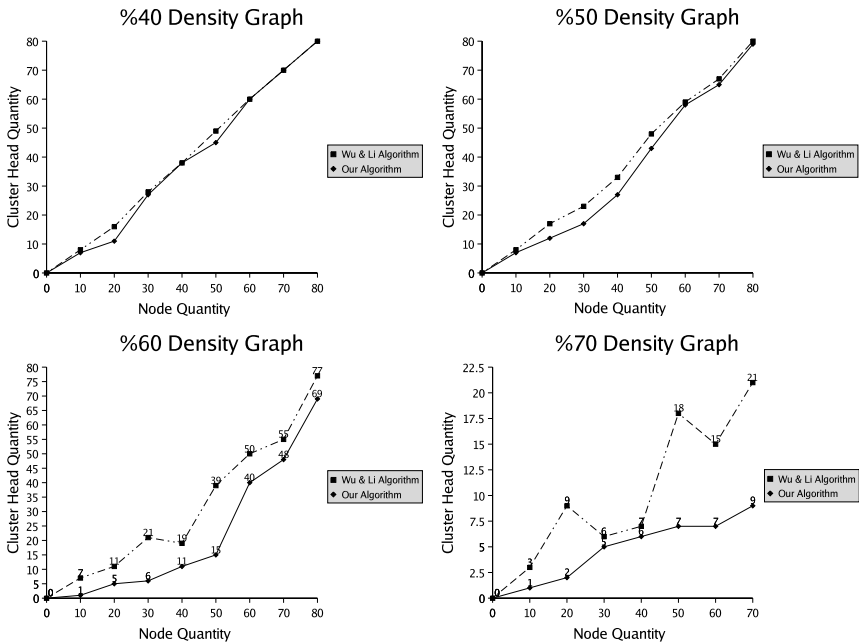 %40 Density Graph
80
70
60
50
40
30
20
10
0
Cluster Head Quantity
0 10 20 30 40 50 60 70 80
Node Quantity
Wu & Li Algorithm
Our Algorithm
%50 Density Graph
80
70
60
50
40
30
20
10
0
Cluster Head Quantity
0 10 20 30 40 50 60 70 80
Node Quantity
Wu & Li Algorithm
Our Algorithm
%60 Density Graph
80
75
70
65
60
55
50
45
40
35
30
25
20
15
10
5
0
Cluster Head Quantity
0 7 11 21 19 39 50 55 77
0 1 5 6 11 15 40 48 69
0 10 20 30 40 50 60 70 80
Node Quantity
Wu & Li Algorithm
Our Algorithm
%70 Density Graph
22.5
20
17.5
15
12.5
10
7.5
5
2.5
0
Cluster Head Quantity
0 3 9 6 7 18 15 21
0 1 2 5 6 7 7 9
0 10 20 30 40 50 60 70
Node Quantity
Wu & Li Algorithm
Our Algorithm